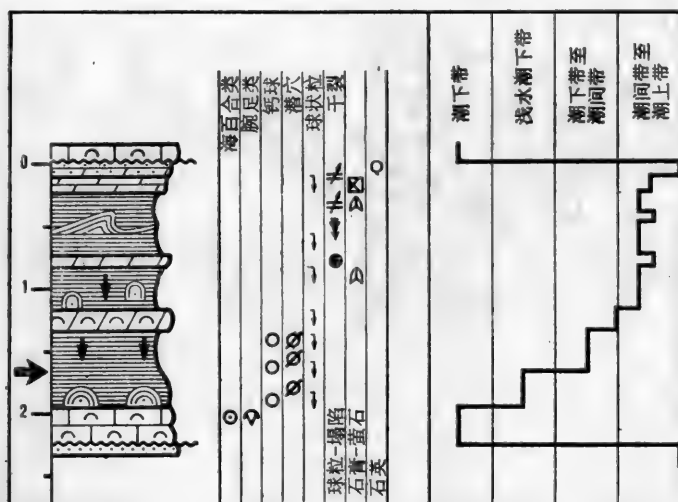 海百合类
腕足类
钙球
潜穴
球状粒
干裂
球粒-塌陷
石膏-萤石
石英
潮下带
浅水潮下带
潮下带至
潮间带
潮间带至
潮上带
0
1
2